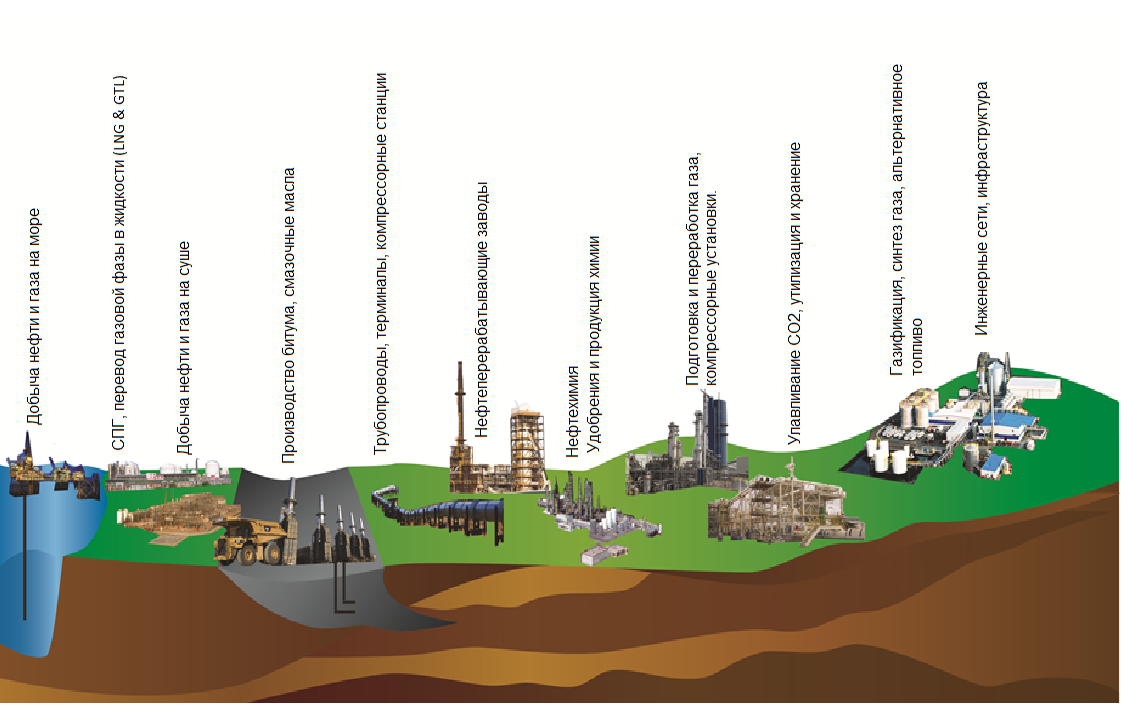 Добыча нефти и газа на море
СПГ, перевод газовой фазы в жидкости (LNG & GTL)
Добыча нефти и газа на суше
Производство битума, смазочные масла
Трубопроводы, терминалы, компрессорные станции
Нефтеперерабатывающие заводы
Нефтехимия
Удобрения и продукция химии
Подготовка и переработка газа,
компрессорные установки.
Улавливание CO2, утилизация и хранение
Газификация, синтез газа, альтернативное
топливо
Инженерные сети, инфраструктура